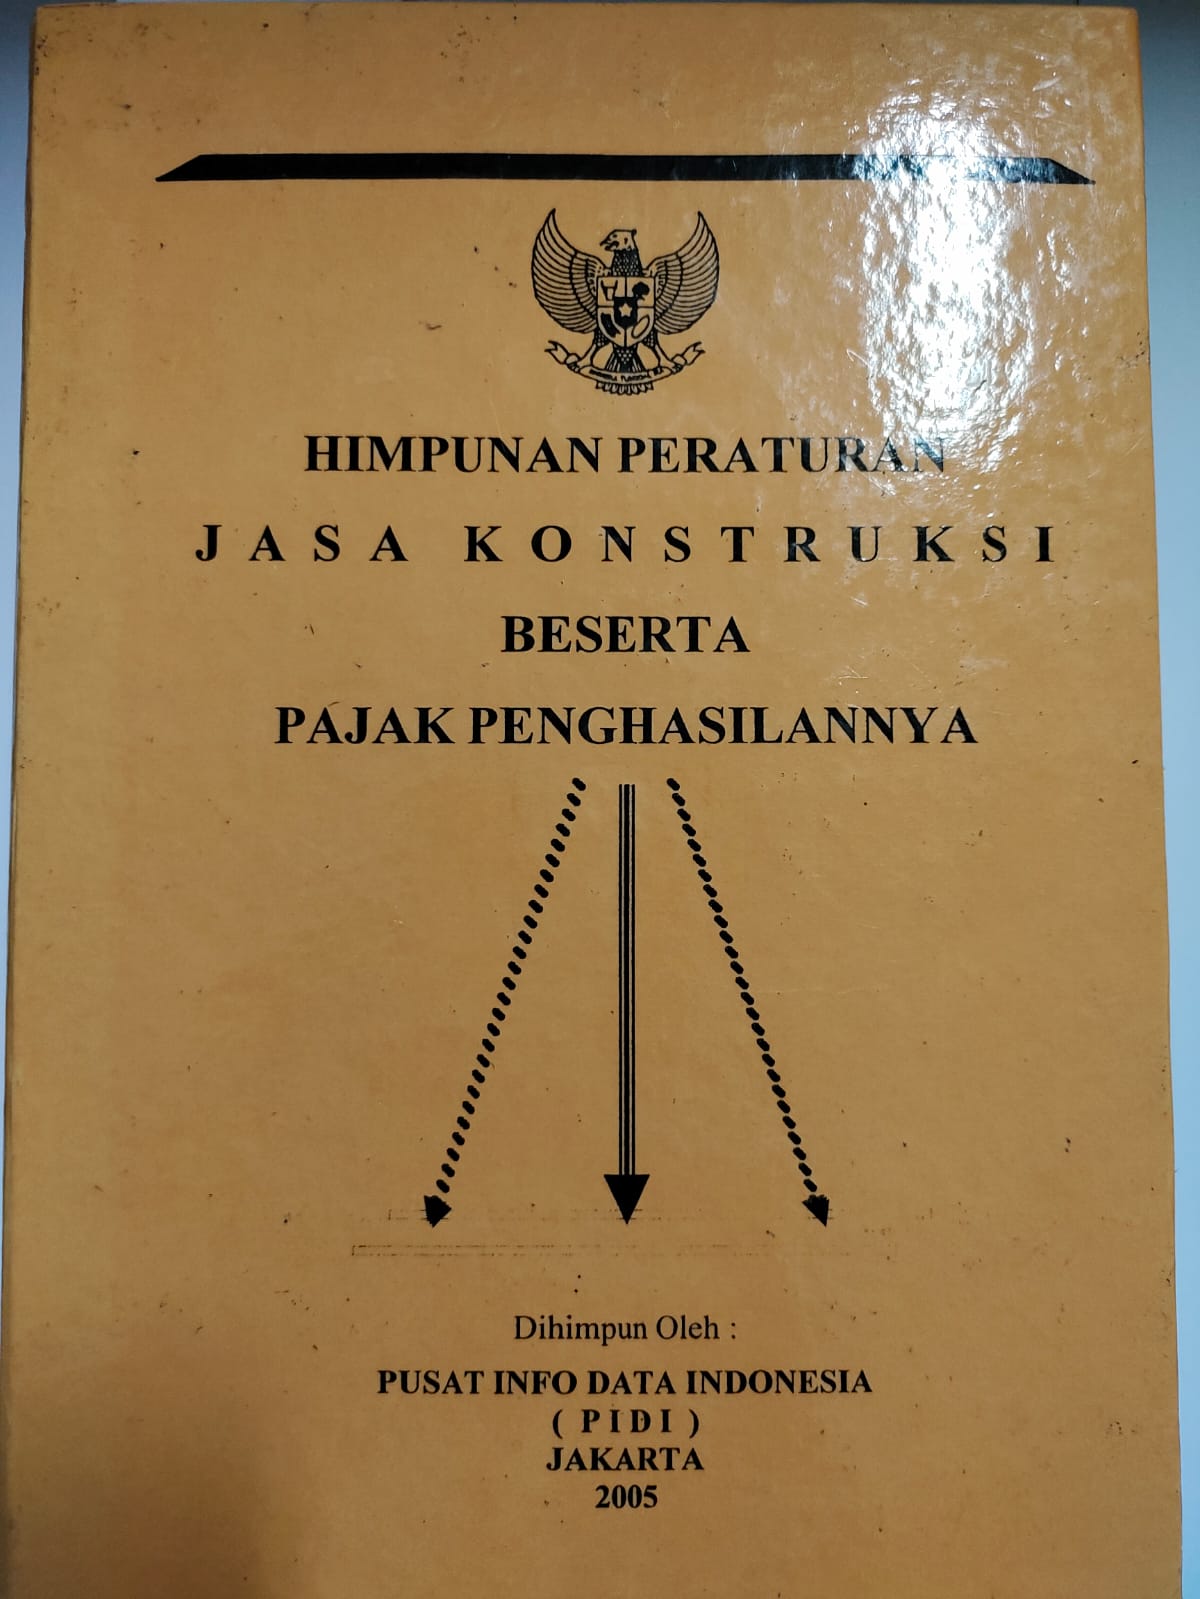 HIMPUNAN PERATURAN
JASA KONSTRUKSI
BESERTA
PAJAK PENGHASILANNYA
Dihimpun Oleh :
PUSAT INFO DATA INDONESIA
( PIDI )
JAKARTA
2005